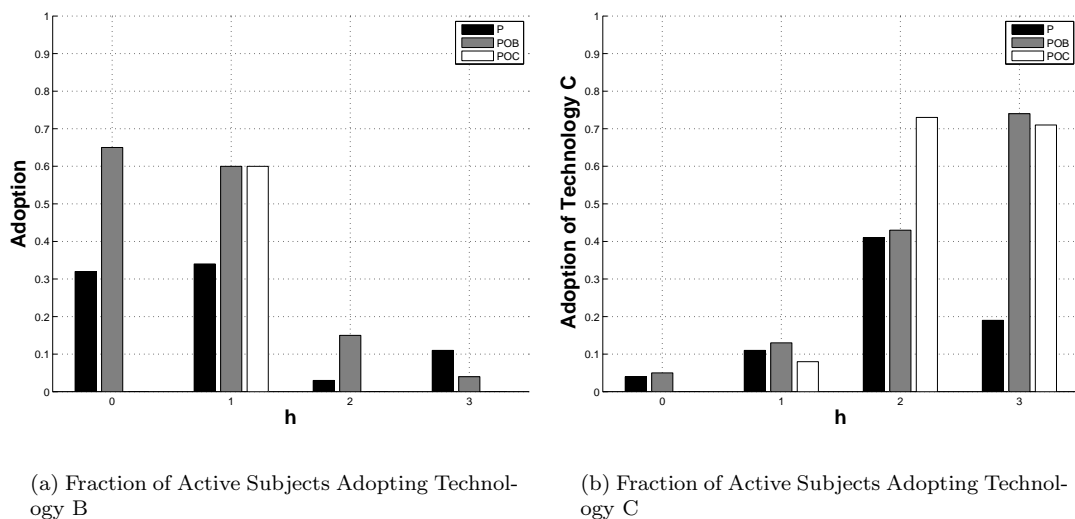 1
0.9
0.8
0.7
0.6
0.5
0.4
0.3
0.2
0.1
0
Adoption
P
POB
POC
0
1
2
3
h
(a) Fraction of Active Subjects Adopting Technol-
ogy B
1
0.9
0.8
0.7
0.6
0.5
0.4
0.3
0.2
0.1
0
Adoption of Technology C
P
POB
POC
0
1
2
3
h
(b) Fraction of Active Subjects Adopting Technol-
ogy C